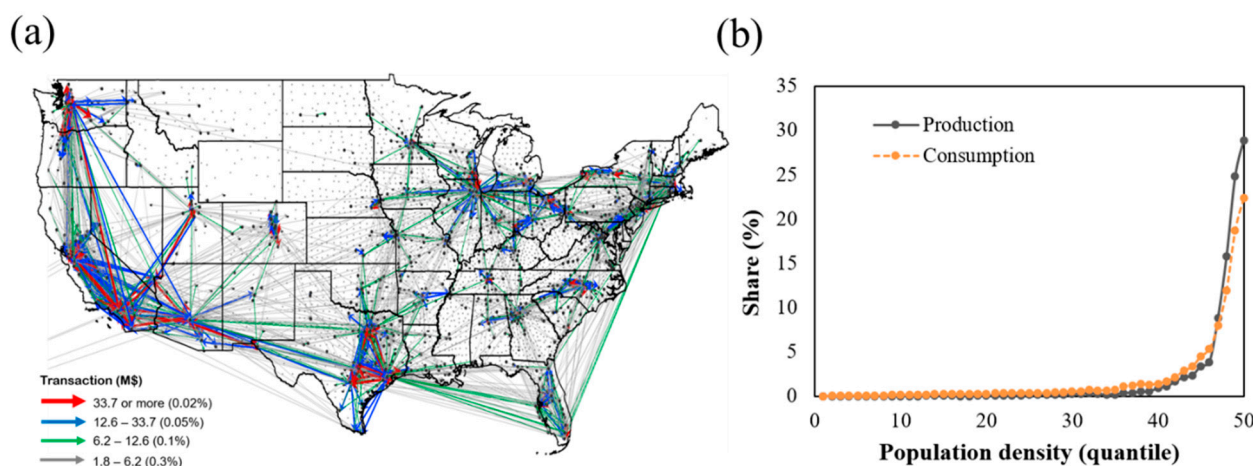 (a)
Transaction (M$)
33.7 or more (0.02%)
12.6 – 33.7 (0.05%)
6.2 – 12.6 (0.1%)
1.8 – 6.2 (0.3%)
(b)
35
30
25
20
15
10
5
0
Share (%)
Production
Consumption
0 10 20 30 40 50
Population density (quantile)